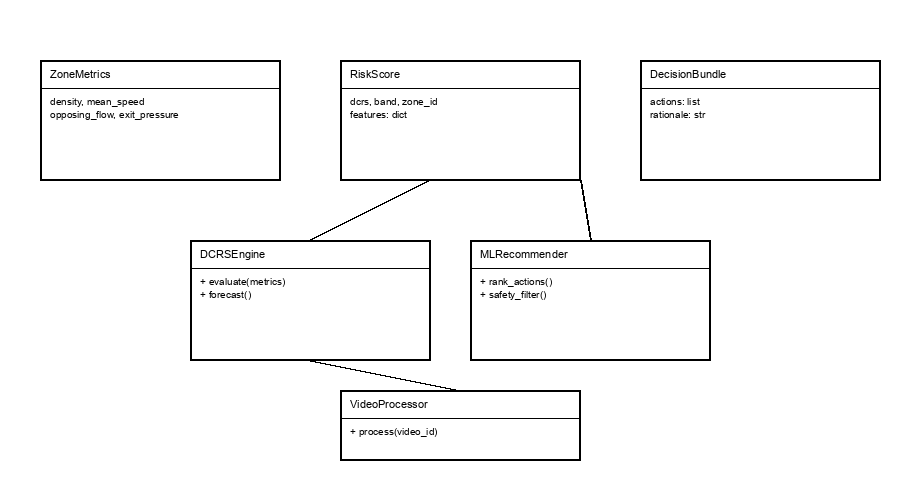 ZoneMetrics
density, mean_speed
opposing_flow, exit_pressure
RiskScore
dcrs, band, zone_id
features: dict
DecisionBundle
actions: list
rationale: str
DCRSEngine
+ evaluate(metrics)
+ forecast()
MLRecommender
+ rank_actions()
+ safety_filter()
VideoProcessor
+ process(video_id)